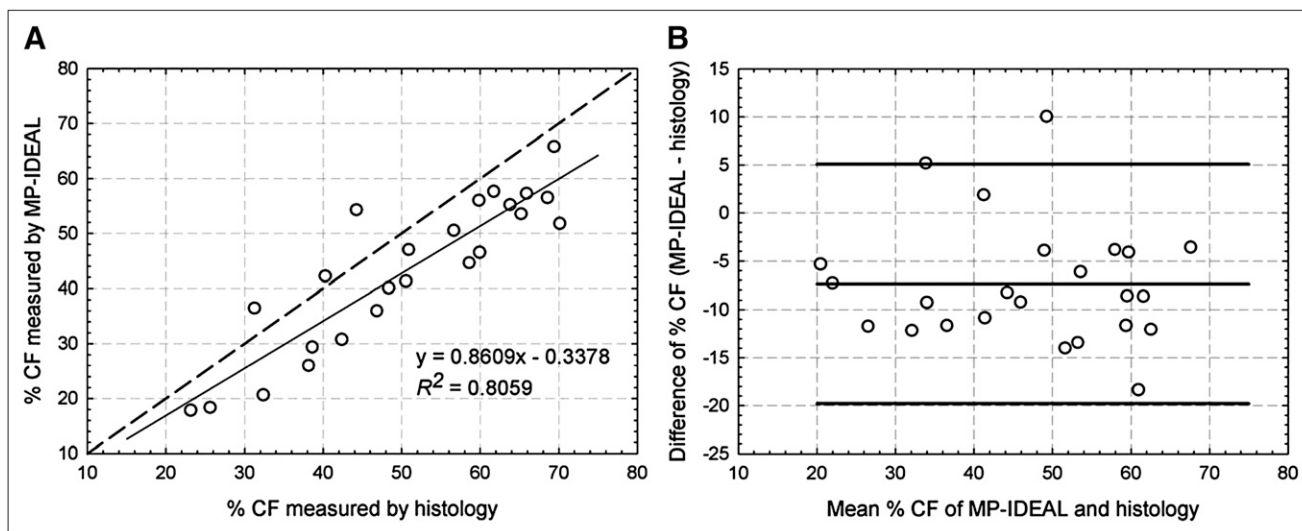 A
% CF measured by MP-IDEAL
80
70
60
50
40
30
20
10
y = 0.8609x - 0.3378
R² = 0.8059
10 20 30 40 50 60 70 80
% CF measured by histology
B
Difference of % CF (MP-IDEAL - histology)
15
10
5
0
-5
-10
-15
-20
-25
10 20 30 40 50 60 70 80
Mean % CF of MP-IDEAL and histology